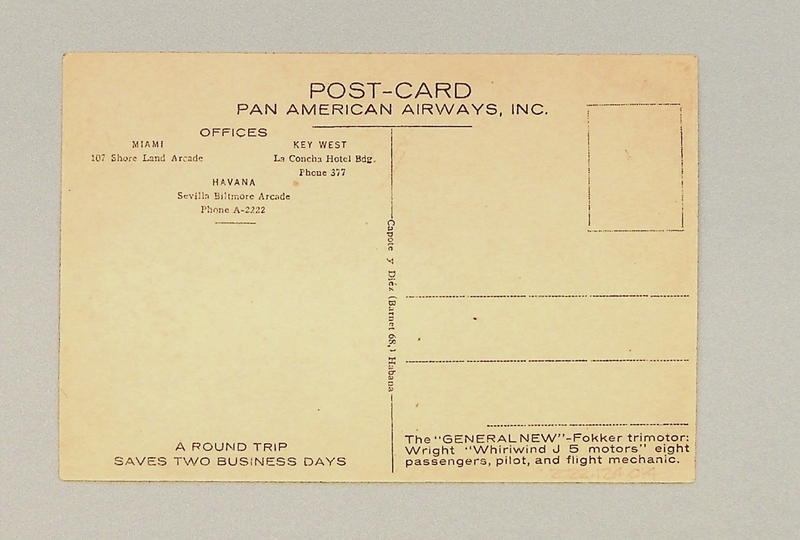 POST-CARD
PAN AMERICAN AIRWAYS, INC.
OFFICES
MIAMI
107 Shore Land Arcade
KEY WEST
La Concha Hotel Bdg.
Phone 377
HAVANA
Sevilla Biltmore Arcade
Phone A-2222
Capote y Diéz (Barnet 68,) Habana
A ROUND TRIP
SAVES TWO BUSINESS DAYS
The "GENERAL NEW"-Fokker trimotor:
Wright "Whiriwind J 5 motors" eight
passengers, pilot, and flight mechanic.